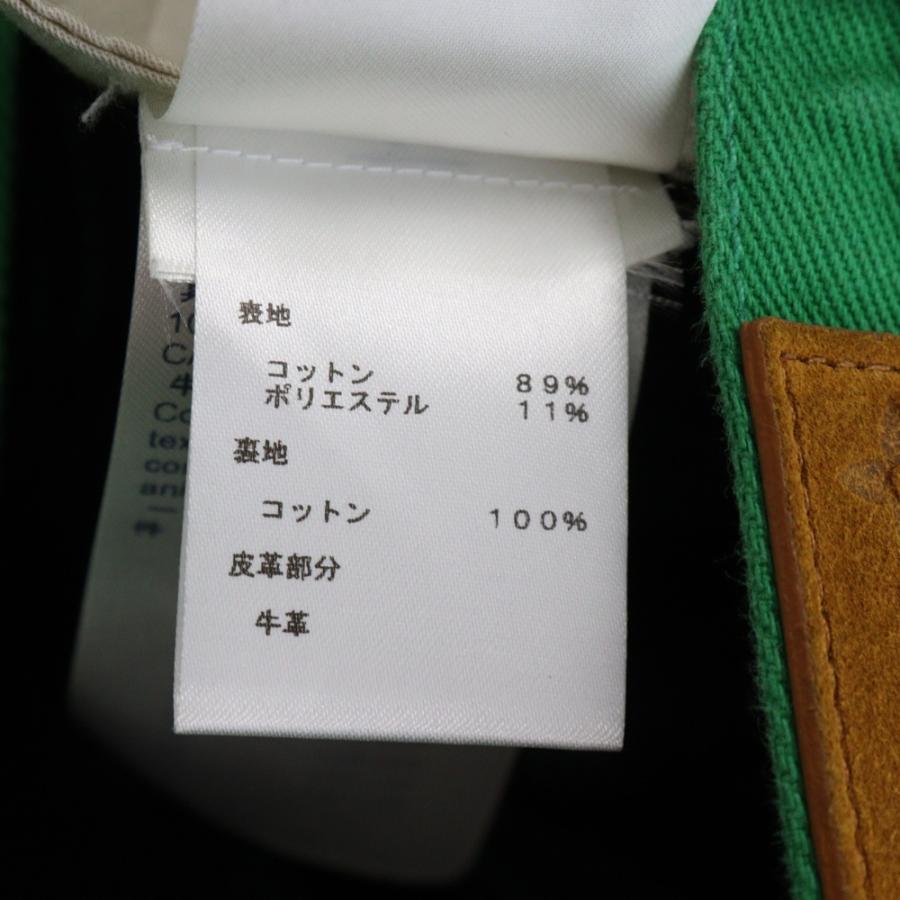 表地
コットン 89%
ポリエステル 11%
裏地
コットン 100%
皮革部分
牛革